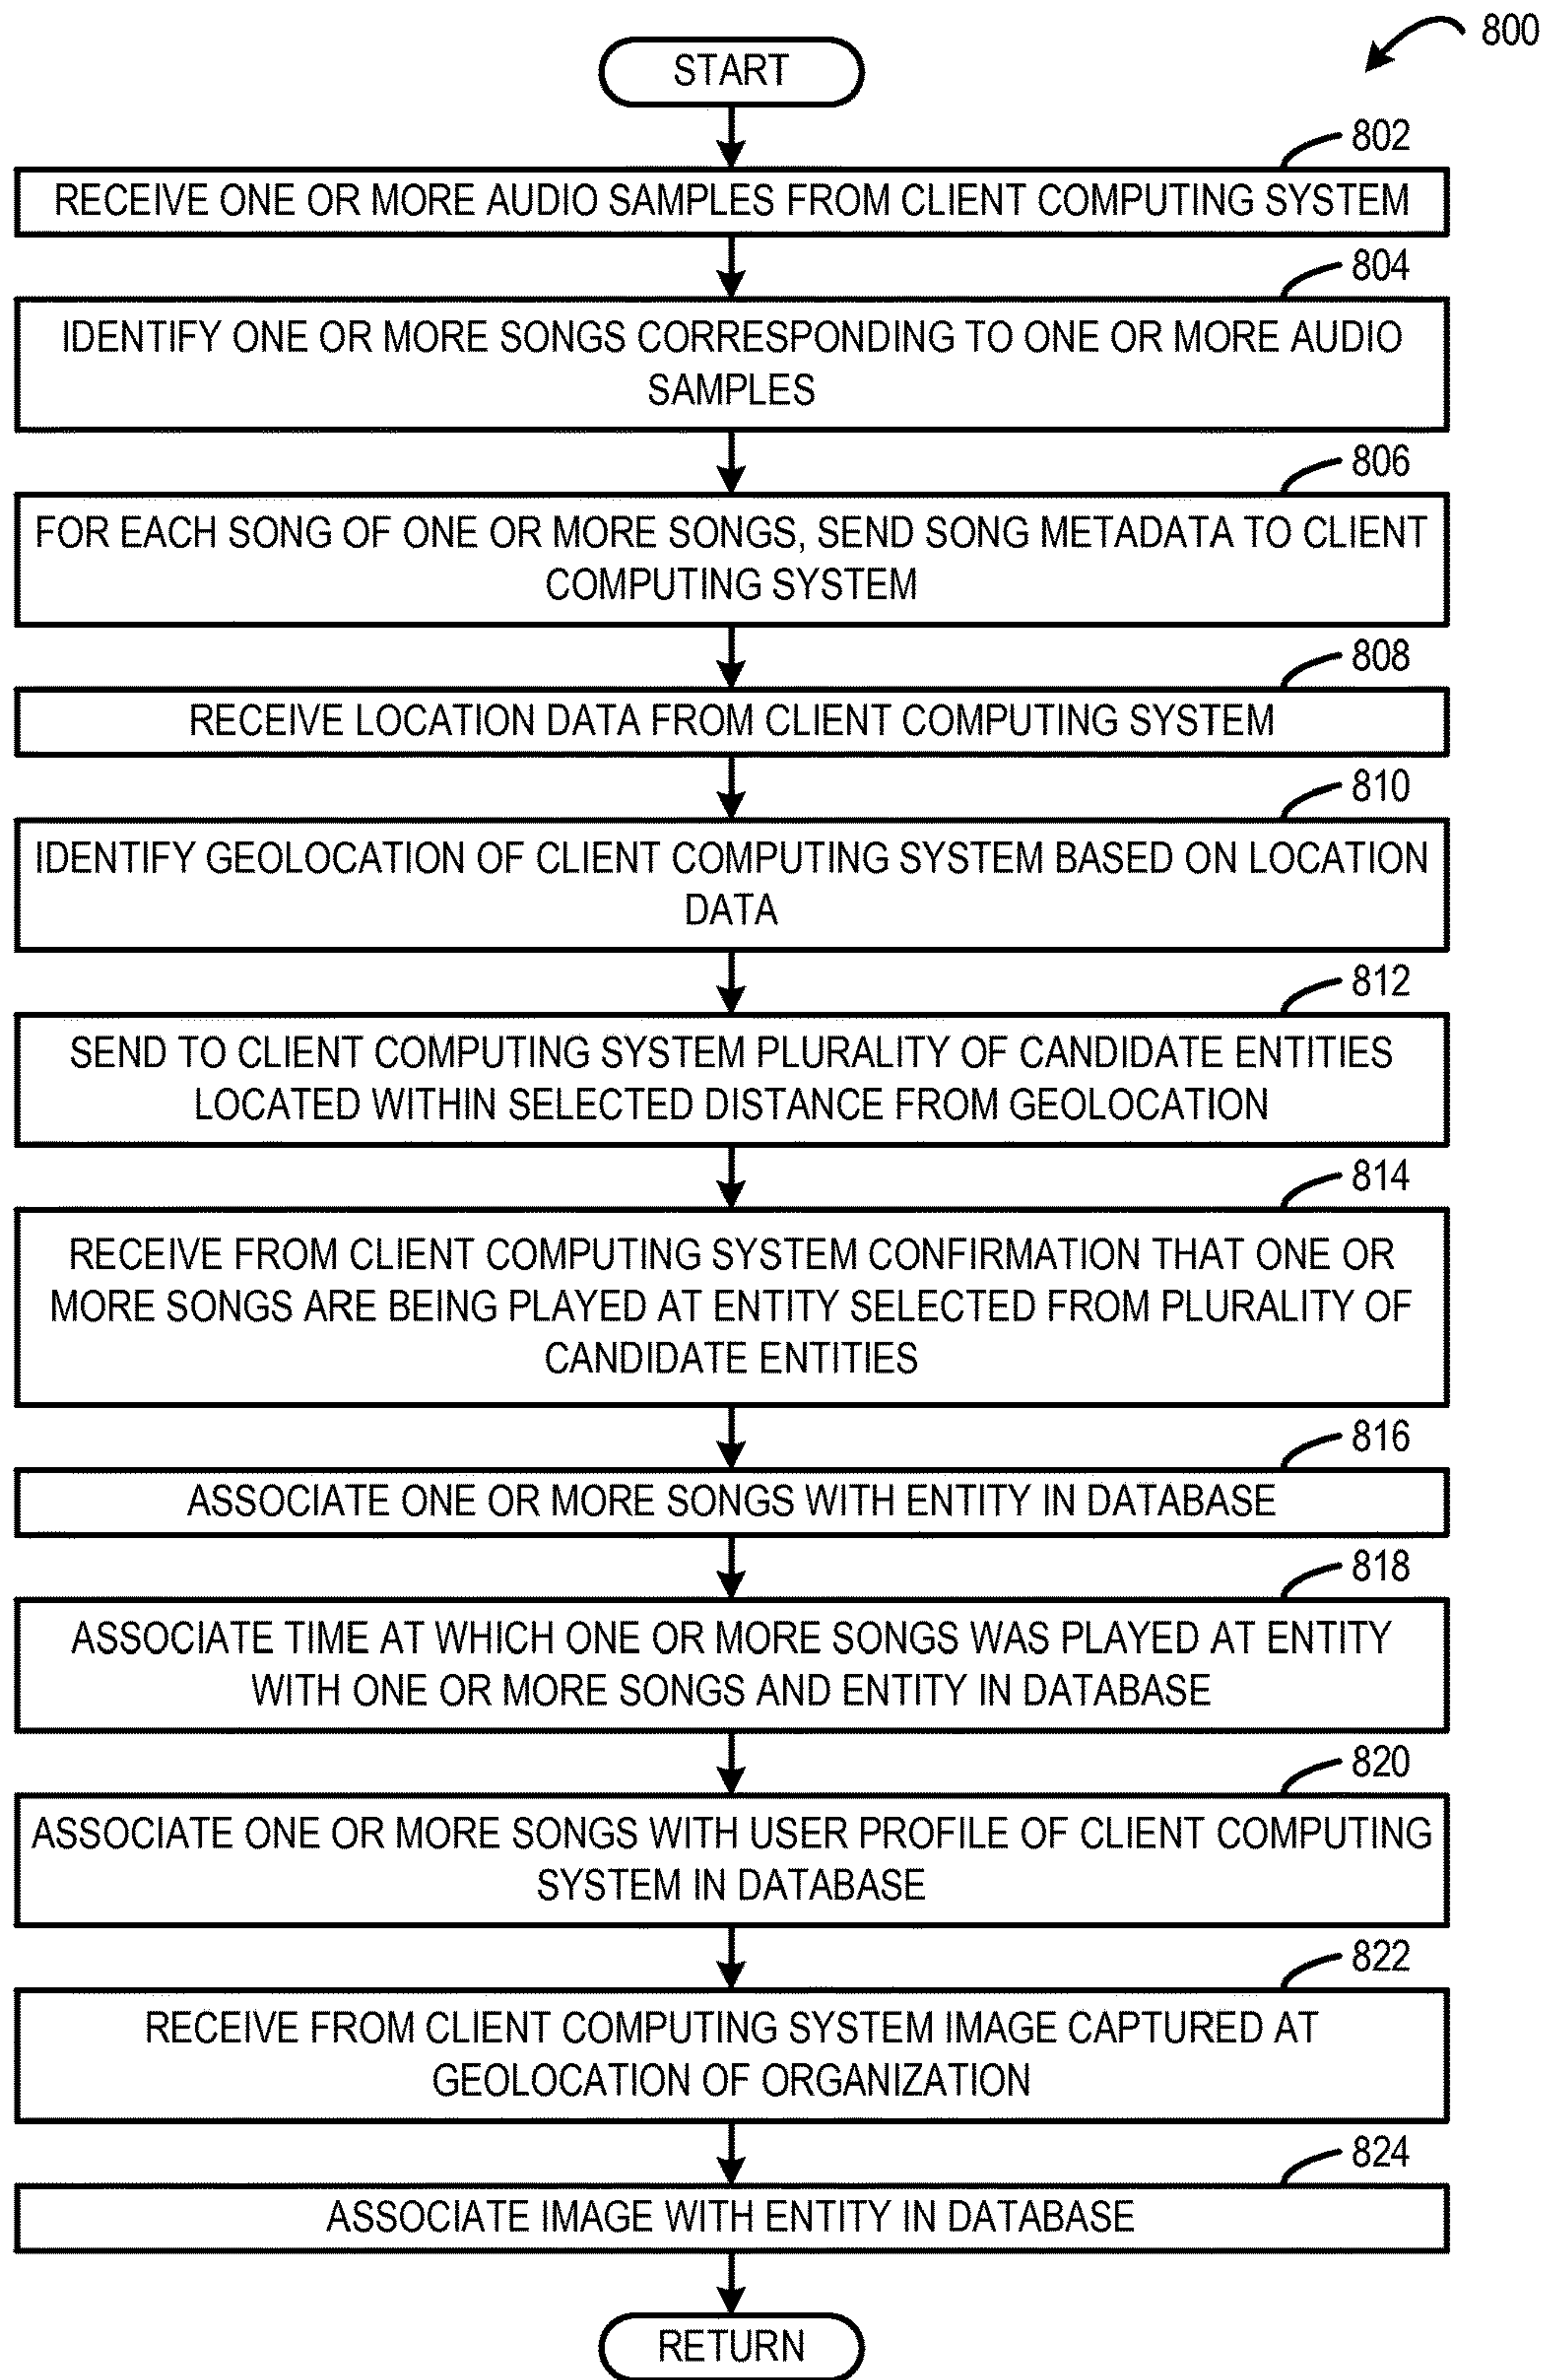 800
START
802
RECEIVE ONE OR MORE AUDIO SAMPLES FROM CLIENT COMPUTING SYSTEM
804
IDENTIFY ONE OR MORE SONGS CORRESPONDING TO ONE OR MORE AUDIO
SAMPLES
806
FOR EACH SONG OF ONE OR MORE SONGS, SEND SONG METADATA TO CLIENT
COMPUTING SYSTEM
808
RECEIVE LOCATION DATA FROM CLIENT COMPUTING SYSTEM
810
IDENTIFY GEOLOCATION OF CLIENT COMPUTING SYSTEM BASED ON LOCATION
DATA
812
SEND TO CLIENT COMPUTING SYSTEM PLURALITY OF CANDIDATE ENTITIES
LOCATED WITHIN SELECTED DISTANCE FROM GEOLOCATION
814
RECEIVE FROM CLIENT COMPUTING SYSTEM CONFIRMATION THAT ONE OR
MORE SONGS ARE BEING PLAYED AT ENTITY SELECTED FROM PLURALITY OF
CANDIDATE ENTITIES
816
ASSOCIATE ONE OR MORE SONGS WITH ENTITY IN DATABASE
818
ASSOCIATE TIME AT WHICH ONE OR MORE SONGS WAS PLAYED AT ENTITY
WITH ONE OR MORE SONGS AND ENTITY IN DATABASE
820
ASSOCIATE ONE OR MORE SONGS WITH USER PROFILE OF CLIENT COMPUTING
SYSTEM IN DATABASE
822
RECEIVE FROM CLIENT COMPUTING SYSTEM IMAGE CAPTURED AT
GEOLOCATION OF ORGANIZATION
824
ASSOCIATE IMAGE WITH ENTITY IN DATABASE
RETURN